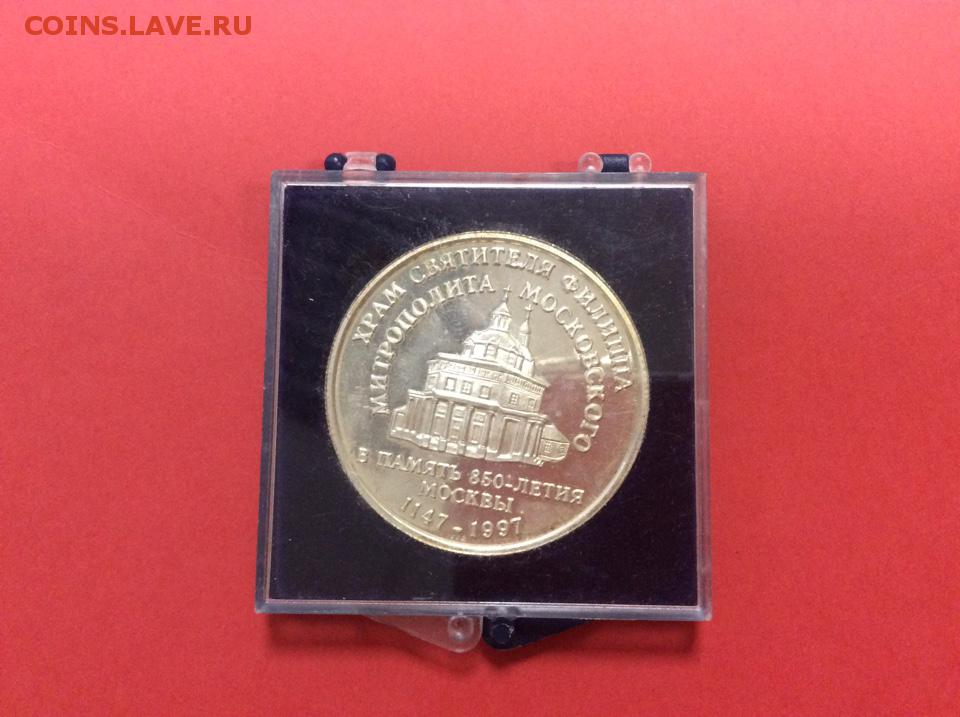 COINS.LAVE.RU
ХРАМ СВЯТИТЕЛЯ ФИЛИППА
МИТРОПОЛИТА МОСКОВСКОГО
В ПАМЯТЬ 850-ЛЕТИЯ
МОСКВЫ
1147-1997